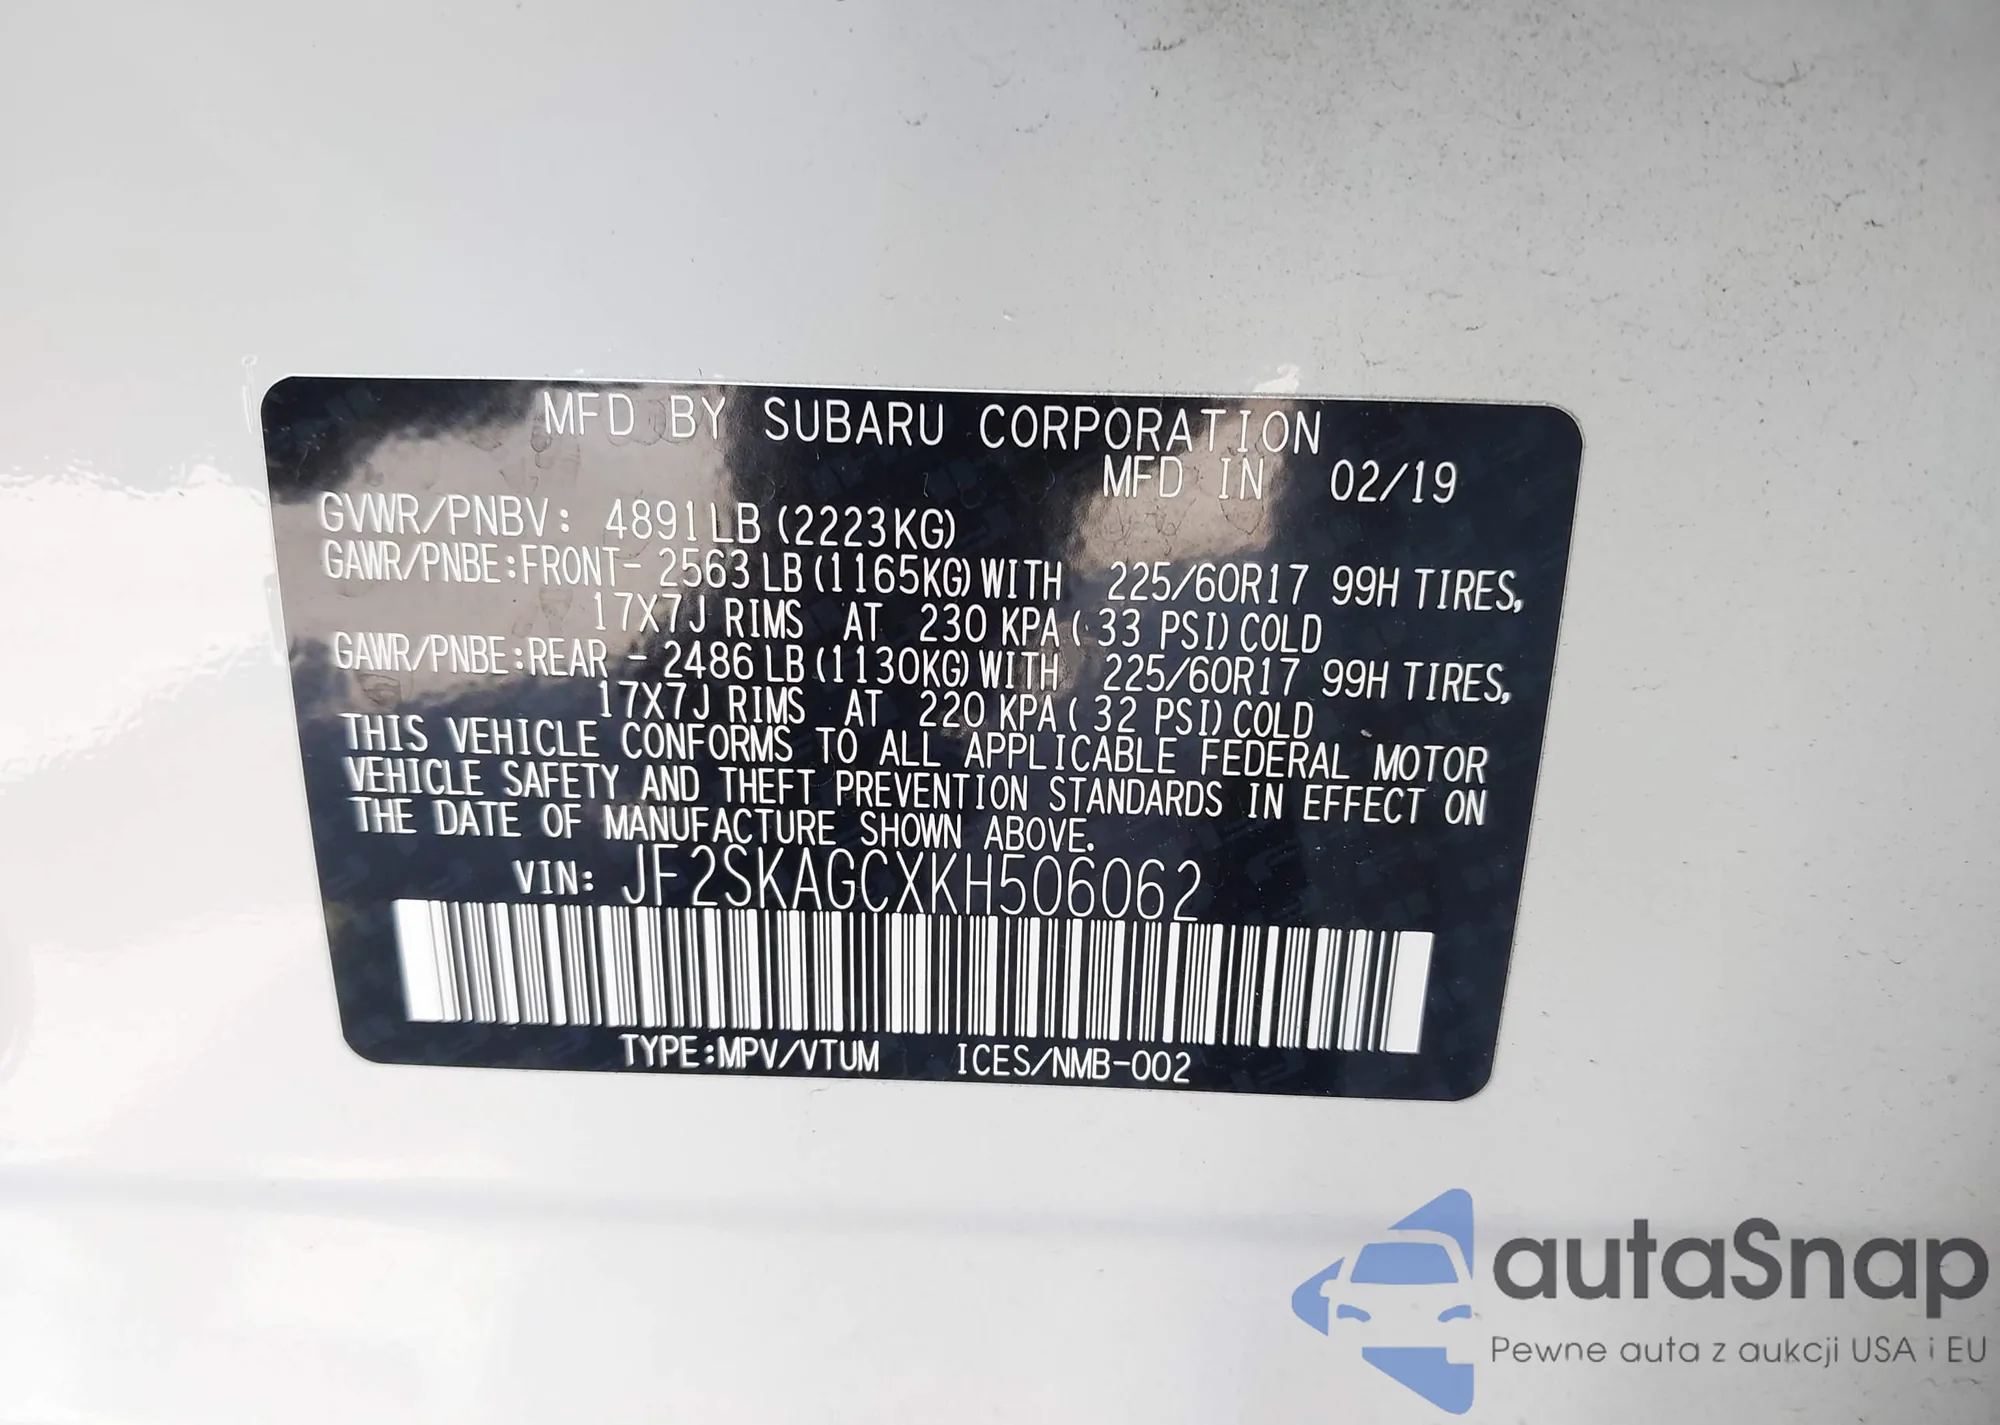 MFD BY SUBARU CORPORATION
MFD IN 02/19
GVWR/PNBV: 4891LB (2223KG)
GAWR/PNBE:FRONT- 2563 LB (1165KG) WITH 225/60R17 99H TIRES,
17X7J RIMS AT 230 KPA ( 33 PSI) COLD
GAWR/PNBE:REAR - 2486 LB (1130KG) WITH 225/60R17 99H TIRES,
17X7J RIMS AT 220 KPA ( 32 PSI) COLD
THIS VEHICLE CONFORMS TO ALL APPLICABLE FEDERAL MOTOR
VEHICLE SAFETY AND THEFT PREVENTION STANDARDS IN EFFECT ON
THE DATE OF MANUFACTURE SHOWN ABOVE.
VIN: JF2SKAGCXKH506062
TYPE:MPV/VTUM ICES/NMB-002
autaSnap
Pewne auta z aukcji USA i EU